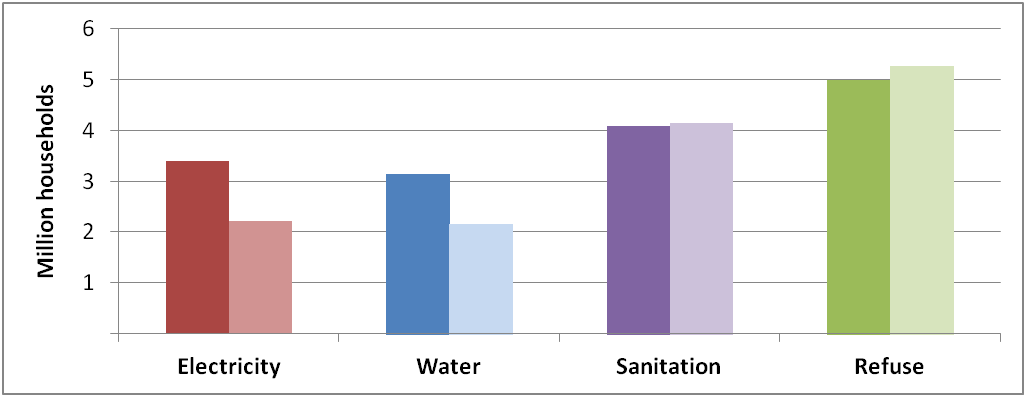 6
5
4
3
2
1
Million households
Electricity
Water
Sanitation
Refuse